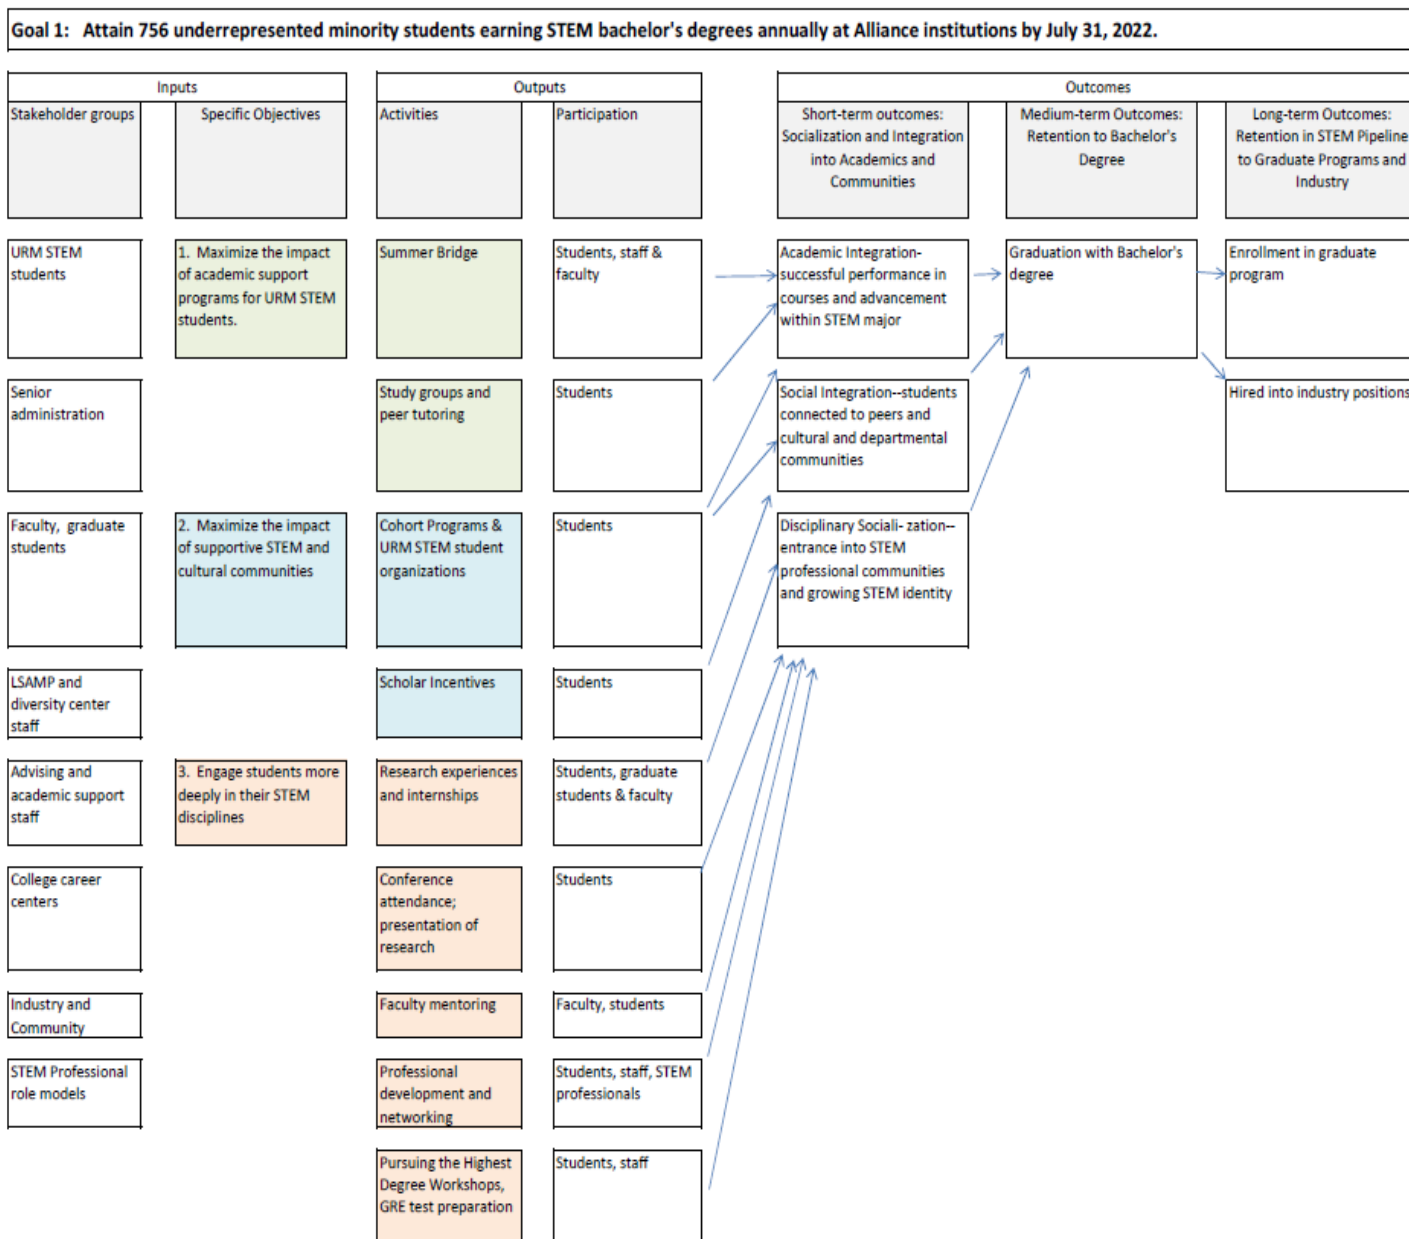 Goal 1:   Attain 756 underrepresented minority students earning STEM bachelor's degrees annually at Alliance institutions by July 31, 2022.
Inputs
Outputs
Outcomes
Stakeholder groups
Specific Objectives
Activities
Participation
Short-term outcomes:
Socialization and Integration
into Academics and
Communities
Medium-term Outcomes:
Retention to Bachelor's
Degree
Long-term Outcomes:
Retention in STEM Pipeline
to Graduate Programs and
Industry
URM STEM
students
1.  Maximize the impact
of academic support
programs for URM STEM
students.
Summer Bridge
Students, staff &
faculty
Academic Integration-
successful performance in
courses and advancement
within STEM major
Graduation with Bachelor's
degree
Enrollment in graduate
program
Senior
administration
Study groups and
peer tutoring
Students
Social Integration--students
connected to peers and
cultural and departmental
communities
Hired into industry positions
Faculty,  graduate
students
2.  Maximize the impact
of supportive STEM and
cultural communities
Cohort Programs &
URM STEM student
organizations
Students
Disciplinary Sociali- zation--
entrance into STEM
professional communities
and growing STEM identity
LSAMP and
diversity center
staff
Scholar Incentives
Students
Advising and
academic support
staff
3.  Engage students more
deeply in their STEM
disciplines
Research experiences
and internships
Students, graduate
students & faculty
College career
centers
Conference
attendance;
presentation of
research
Students
Industry and
Community
Faculty mentoring
Faculty, students
STEM Professional
role models
Professional
development and
networking
Students, staff, STEM
professionals
Pursuing the Highest
Degree Workshops,
GRE test preparation
Students, staff